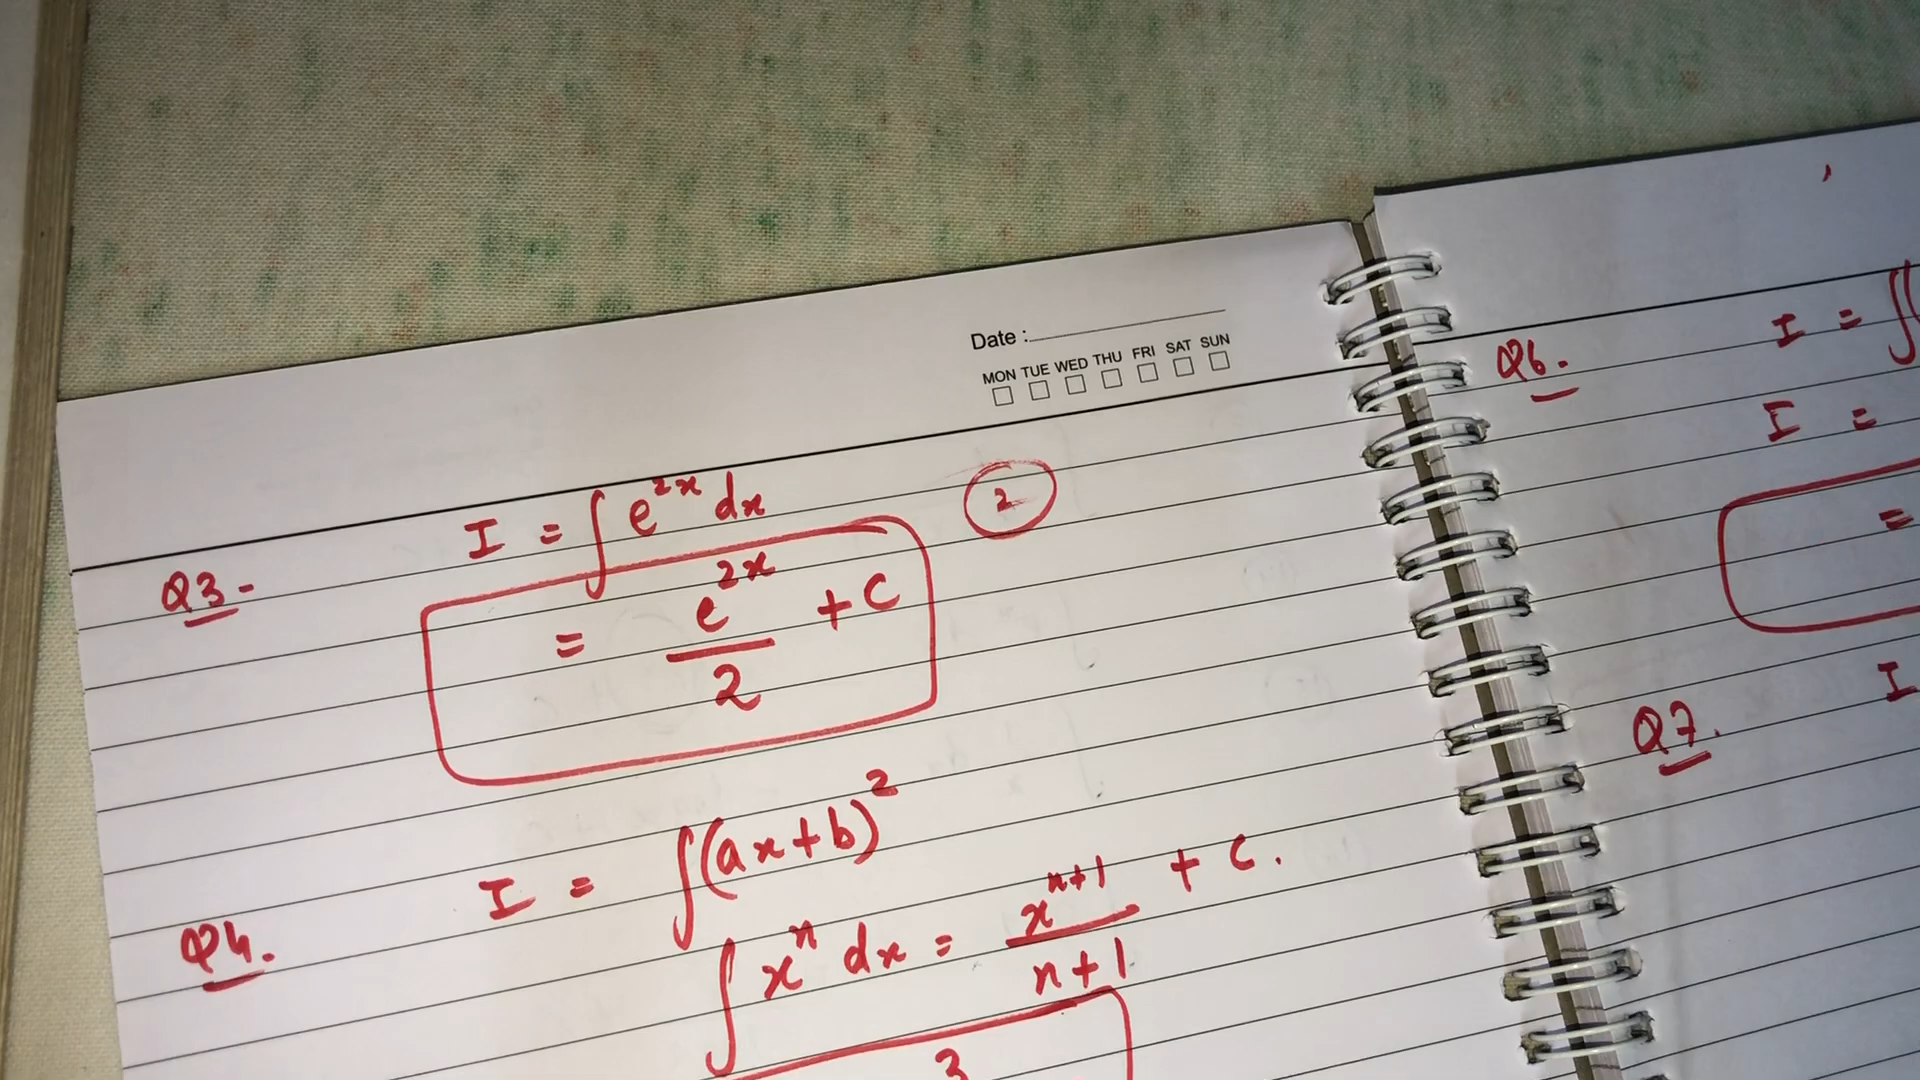 Date :
MON TUE WED THU FRI SAT SUN
2
Q3. I = ∫ e^{2x} dx
= e^{2x}/2 + C
Q4. I = ∫(ax+b)^2
∫ x^n dx = x^{n+1}/n+1 + C.
3
Q6. I = ∫
I =
=
Q7. I